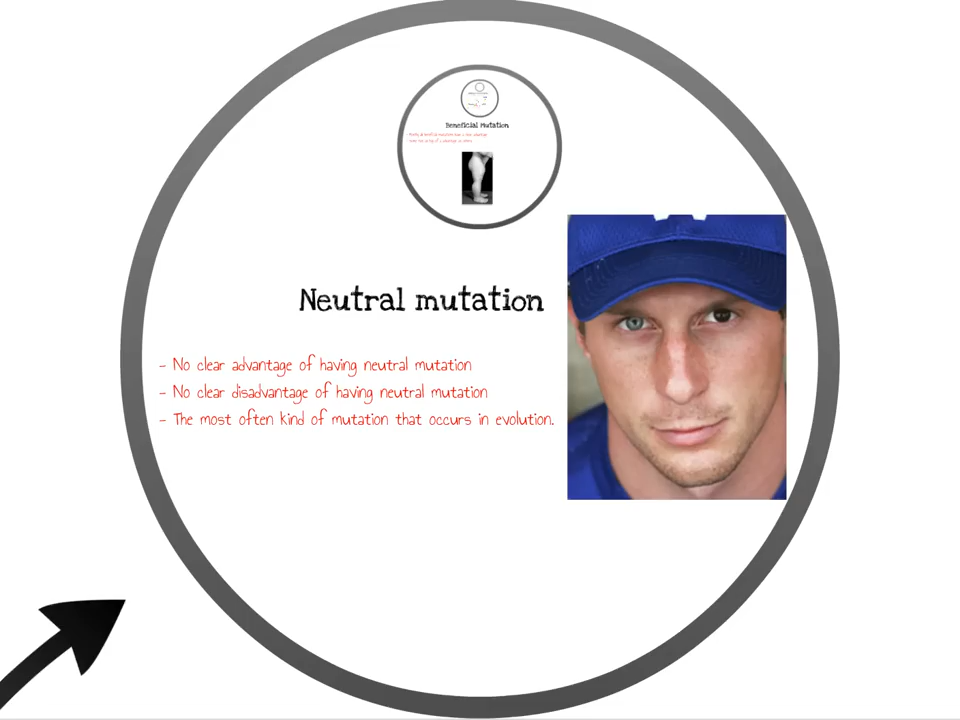 Beneficial Mutation
Neutral mutation
- No clear advantage of having neutral mutation
- No clear disadvantage of having neutral mutation
- The most often kind of mutation that occurs in evolution.